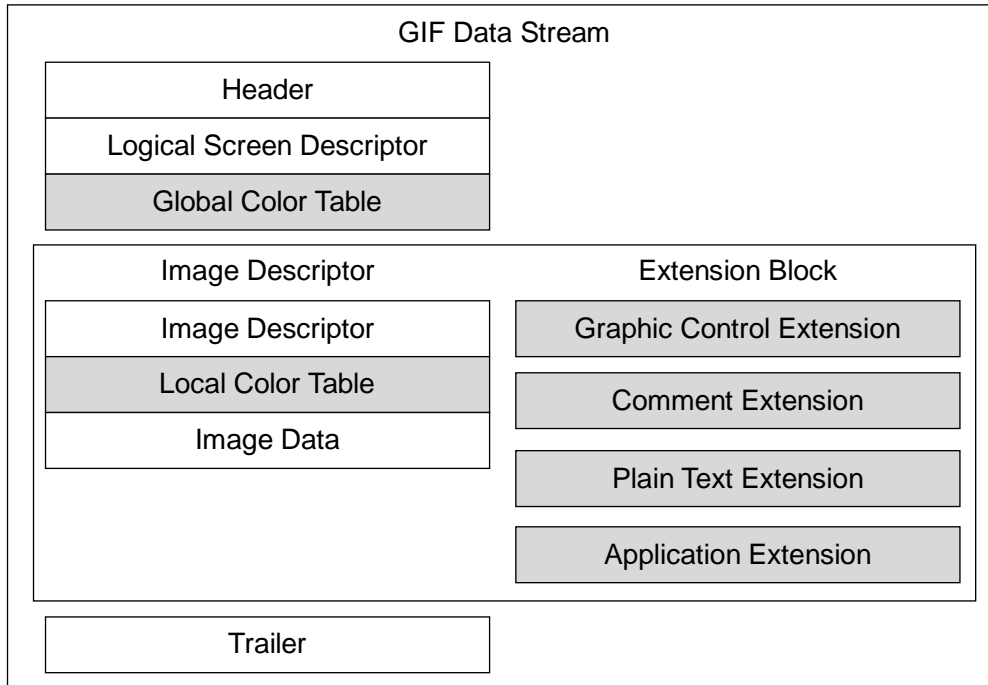 GIF Data Stream
Header
Logical Screen Descriptor
Global Color Table
Image Descriptor
Image Descriptor
Local Color Table
Image Data
Extension Block
Graphic Control Extension
Comment Extension
Plain Text Extension
Application Extension
Trailer